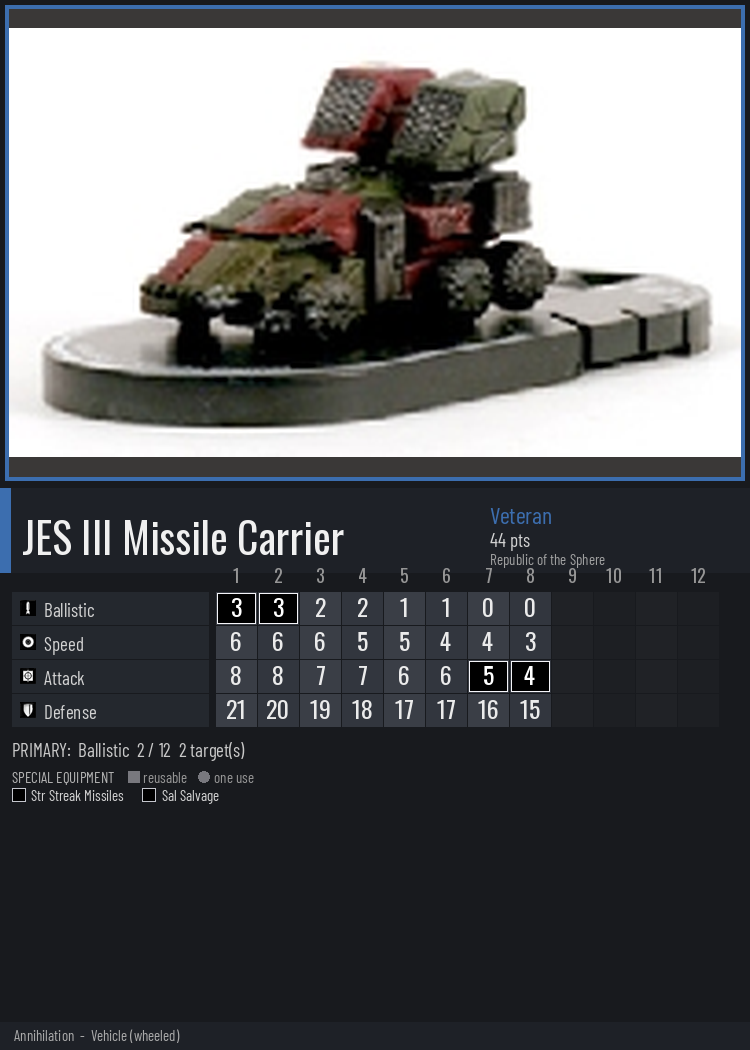 JES III Missile Carrier
Veteran
44 pts
Republic of the Sphere
1 2 3 4 5 6 7 8 9 10 11 12
Ballistic 3 3 2 2 1 1 0 0
Speed 6 6 6 5 5 4 4 3
Attack 8 8 7 7 6 6 5 4
Defense 21 20 19 18 17 17 16 15
PRIMARY: Ballistic 2 / 12 2 target(s)
SPECIAL EQUIPMENT reusable one use
Str Streak Missiles Sal Salvage
Annihilation - Vehicle (wheeled)